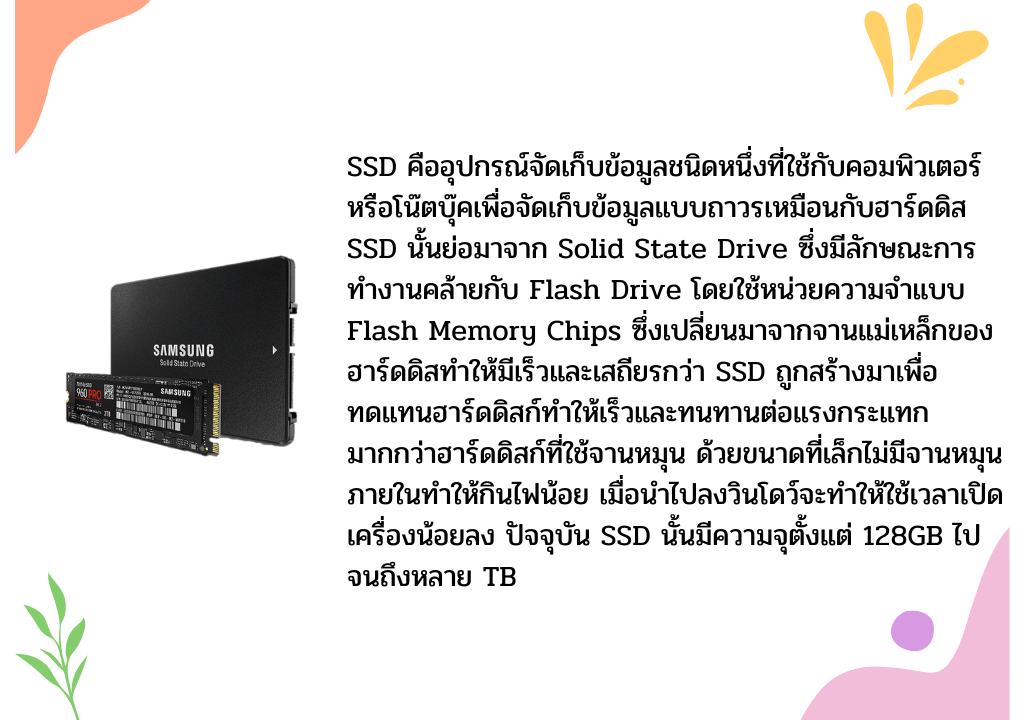 SSD คืออุปกรณ์จัดเก็บข้อมูลชนิดหนึ่งที่ใช้กับคอมพิวเตอร์
หรือโน๊ตบุ๊คเพื่อจัดเก็บข้อมูลแบบถาวรเหมือนกับฮาร์ดดิส
SSD นั้นย่อมาจาก Solid State Drive ซึ่งมีลักษณะการ
ทำงานคล้ายกับ Flash Drive โดยใช้หน่วยความจำแบบ
Flash Memory Chips ซึ่งเปลี่ยนมาจากจานแม่เหล็กของ
ฮาร์ดดิสทำให้มีเร็วและเสถียรกว่า SSD ถูกสร้างมาเพื่อ
ทดแทนฮาร์ดดิสก์ทำให้เร็วและทนทานต่อแรงกระแทก
มากกว่าฮาร์ดดิสก์ที่ใช้จานหมุน ด้วยขนาดที่เล็กไม่มีจานหมุน
ภายในทำให้กินไฟน้อย เมื่อนำไปลงวินโดว์จะทำให้ใช้เวลาเปิด
เครื่องน้อยลง ปัจจุบัน SSD นั้นมีความจุตั้งแต่ 128GB ไป
จนถึงหลาย TB
SAMSUNG
Solid State Drive
960 PRO
SAMSUNG